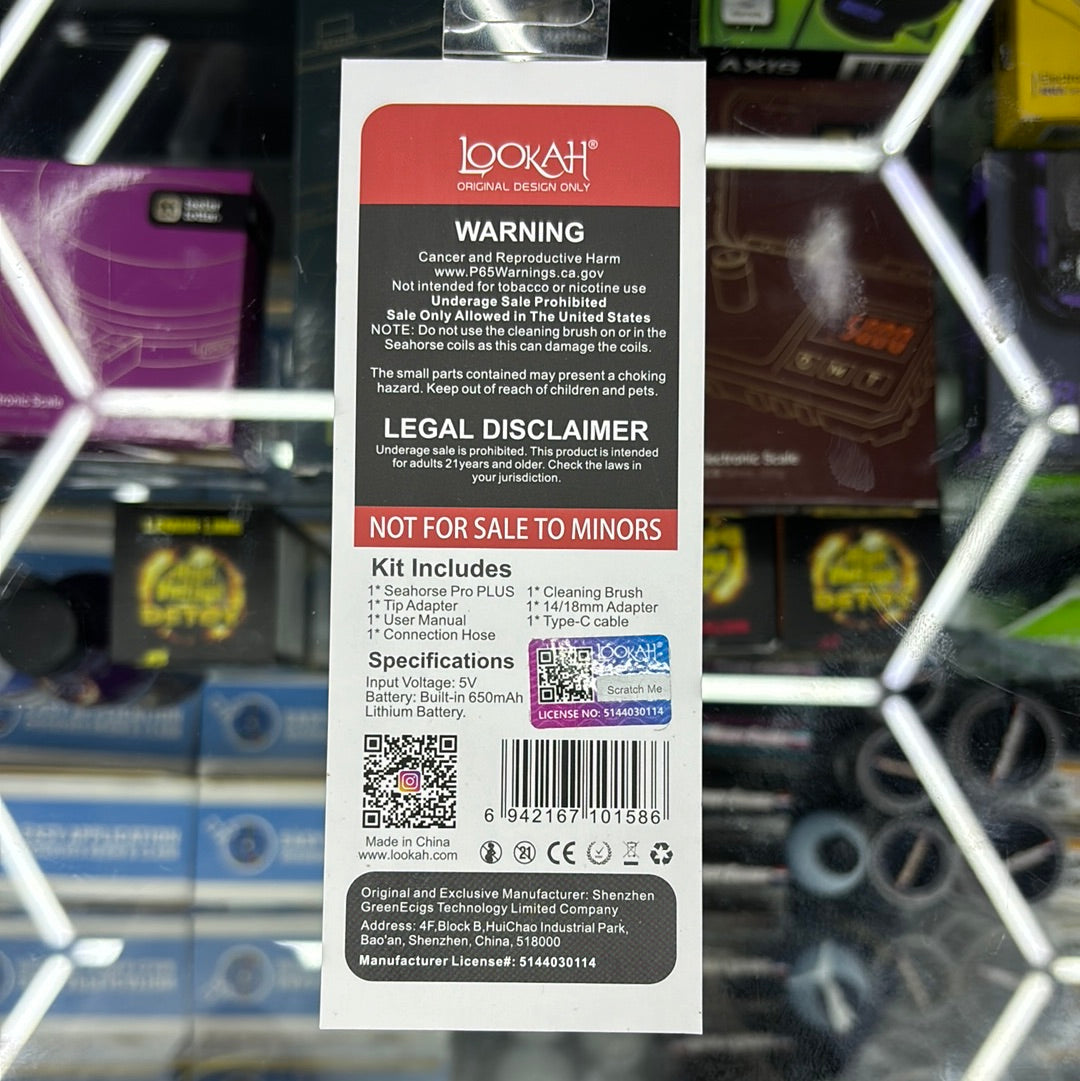 LOOKAH®
ORIGINAL DESIGN ONLY
WARNING
Cancer and Reproductive Harm
www.P65Warnings.ca.gov
Not intended for tobacco or nicotine use
Underage Sale Prohibited
Sale Only Allowed in The United States
NOTE: Do not use the cleaning brush on or in the
Seahorse coils as this can damage the coils.
The small parts contained may present a choking
hazard. Keep out of reach of children and pets.
LEGAL DISCLAIMER
Underage sale is prohibited. This product is intended
for adults 21years and older. Check the laws in
your jurisdiction.
NOT FOR SALE TO MINORS
Kit Includes
1* Seahorse Pro PLUS
1* Tip Adapter
1* User Manual
1* Connection Hose
1* Cleaning Brush
1* 14/18mm Adapter
1* Type-C cable
Specifications
Input Voltage: 5V
Battery: Built-in 650mAh
Lithium Battery.
LOOKAH
Scratch Me
LICENSE NO: 5144030114
6 942167 101586
Made in China
www.lookah.com
21
CE
Original and Exclusive Manufacturer: Shenzhen
GreenEcigs Technology Limited Company
Address: 4F,Block B,HuiChao Industrial Park,
Bao'an, Shenzhen, China, 518000
Manufacturer License#: 5144030114
AXIS
Electronic Scale